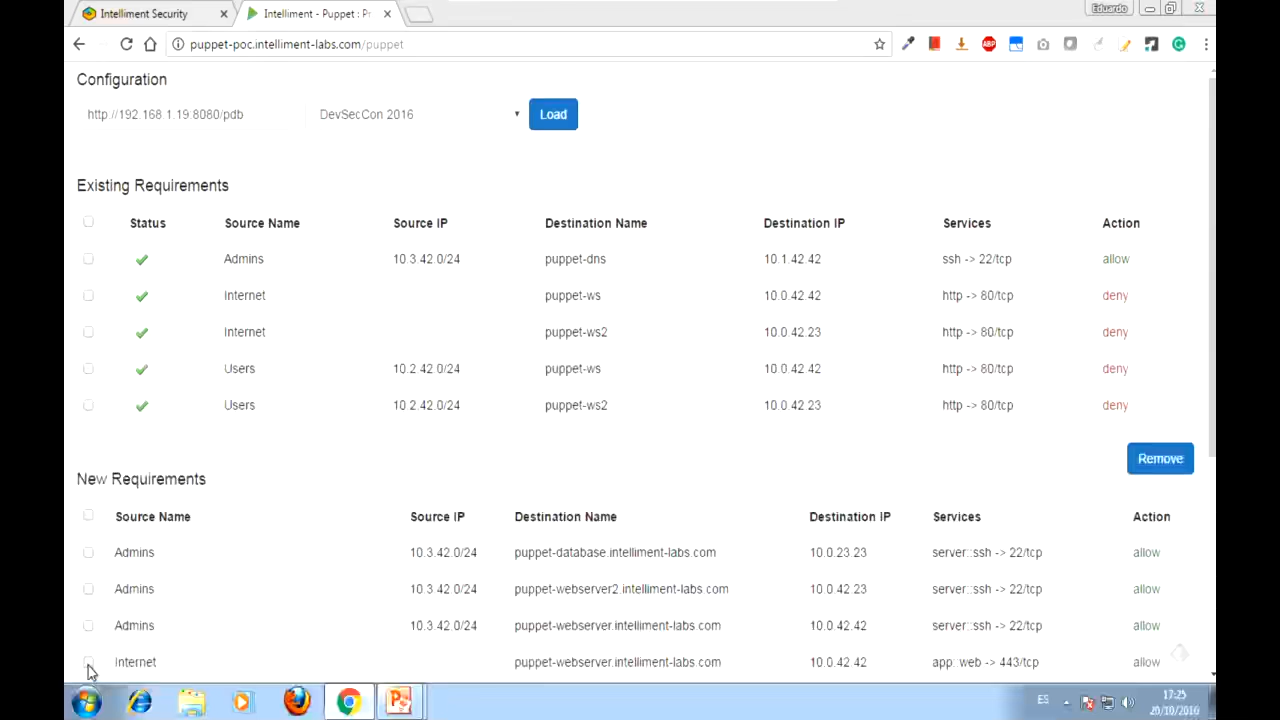 Intelliment Security
Intelliment - Puppet : Pr
Eduardo
puppet-poc.intelliment-labs.com/puppet
ABP
Configuration
http://192.168.1.19:8080/pdb DevSecCon 2016 Load
Existing Requirements
Status Source Name Source IP Destination Name Destination IP Services Action
Admins 10.3.42.0/24 puppet-dns 10.1.42.42 ssh -> 22/tcp allow
Internet puppet-ws 10.0.42.42 http -> 80/tcp deny
Internet puppet-ws2 10.0.42.23 http -> 80/tcp deny
Users 10.2.42.0/24 puppet-ws 10.0.42.42 http -> 80/tcp deny
Users 10.2.42.0/24 puppet-ws2 10.0.42.23 http -> 80/tcp deny
Remove
New Requirements
Source Name Source IP Destination Name Destination IP Services Action
Admins 10.3.42.0/24 puppet-database.intelliment-labs.com 10.0.23.23 server::ssh -> 22/tcp allow
Admins 10.3.42.0/24 puppet-webserver2.intelliment-labs.com 10.0.42.23 server::ssh -> 22/tcp allow
Admins 10.3.42.0/24 puppet-webserver.intelliment-labs.com 10.0.42.42 server::ssh -> 22/tcp allow
Internet puppet-webserver.intelliment-labs.com 10.0.42.42 app::web -> 443/tcp allow
ES
17:25
20/10/2016